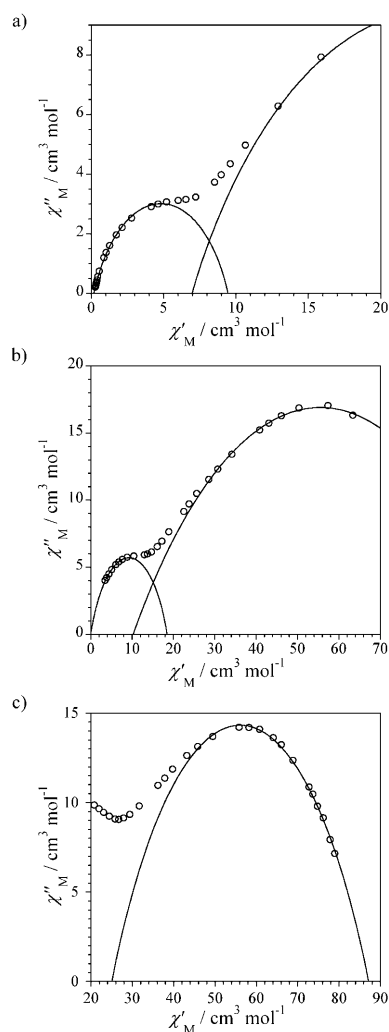 a)
8
6
4
2
0
χ″M / cm³ mol⁻¹
0 5 10 15 20
χ′M / cm³ mol⁻¹
b)
20
15
10
5
0
χ″M / cm³ mol⁻¹
0 10 20 30 40 50 60 70
χ′M / cm³ mol⁻¹
c)
15
10
5
0
χ″M / cm³ mol⁻¹
20 30 40 50 60 70 80 90
χ′M / cm³ mol⁻¹